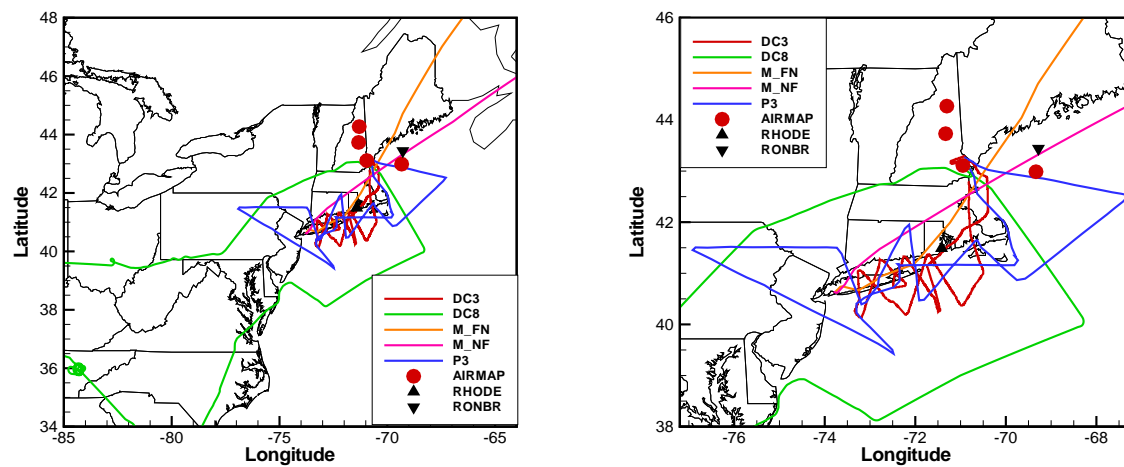 48
46
44
42
40
38
36
34
Latitude
-85
-80
-75
-70
-65
Longitude
DC3
DC8
M_FN
M_NF
P3
AIRMAP
RHODE
RONBR
46
44
42
40
38
Latitude
-76
-74
-72
-70
-68
Longitude
DC3
DC8
M_FN
M_NF
P3
AIRMAP
RHODE
RONBR